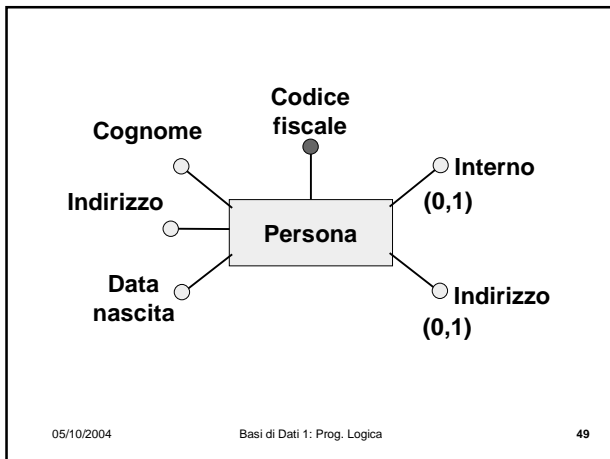 Codice
fiscale
Cognome
Interno
(0,1)
Indirizzo
Persona
Data
nascita
Indirizzo
(0,1)
05/10/2004
Basi di Dati 1: Prog. Logica
49